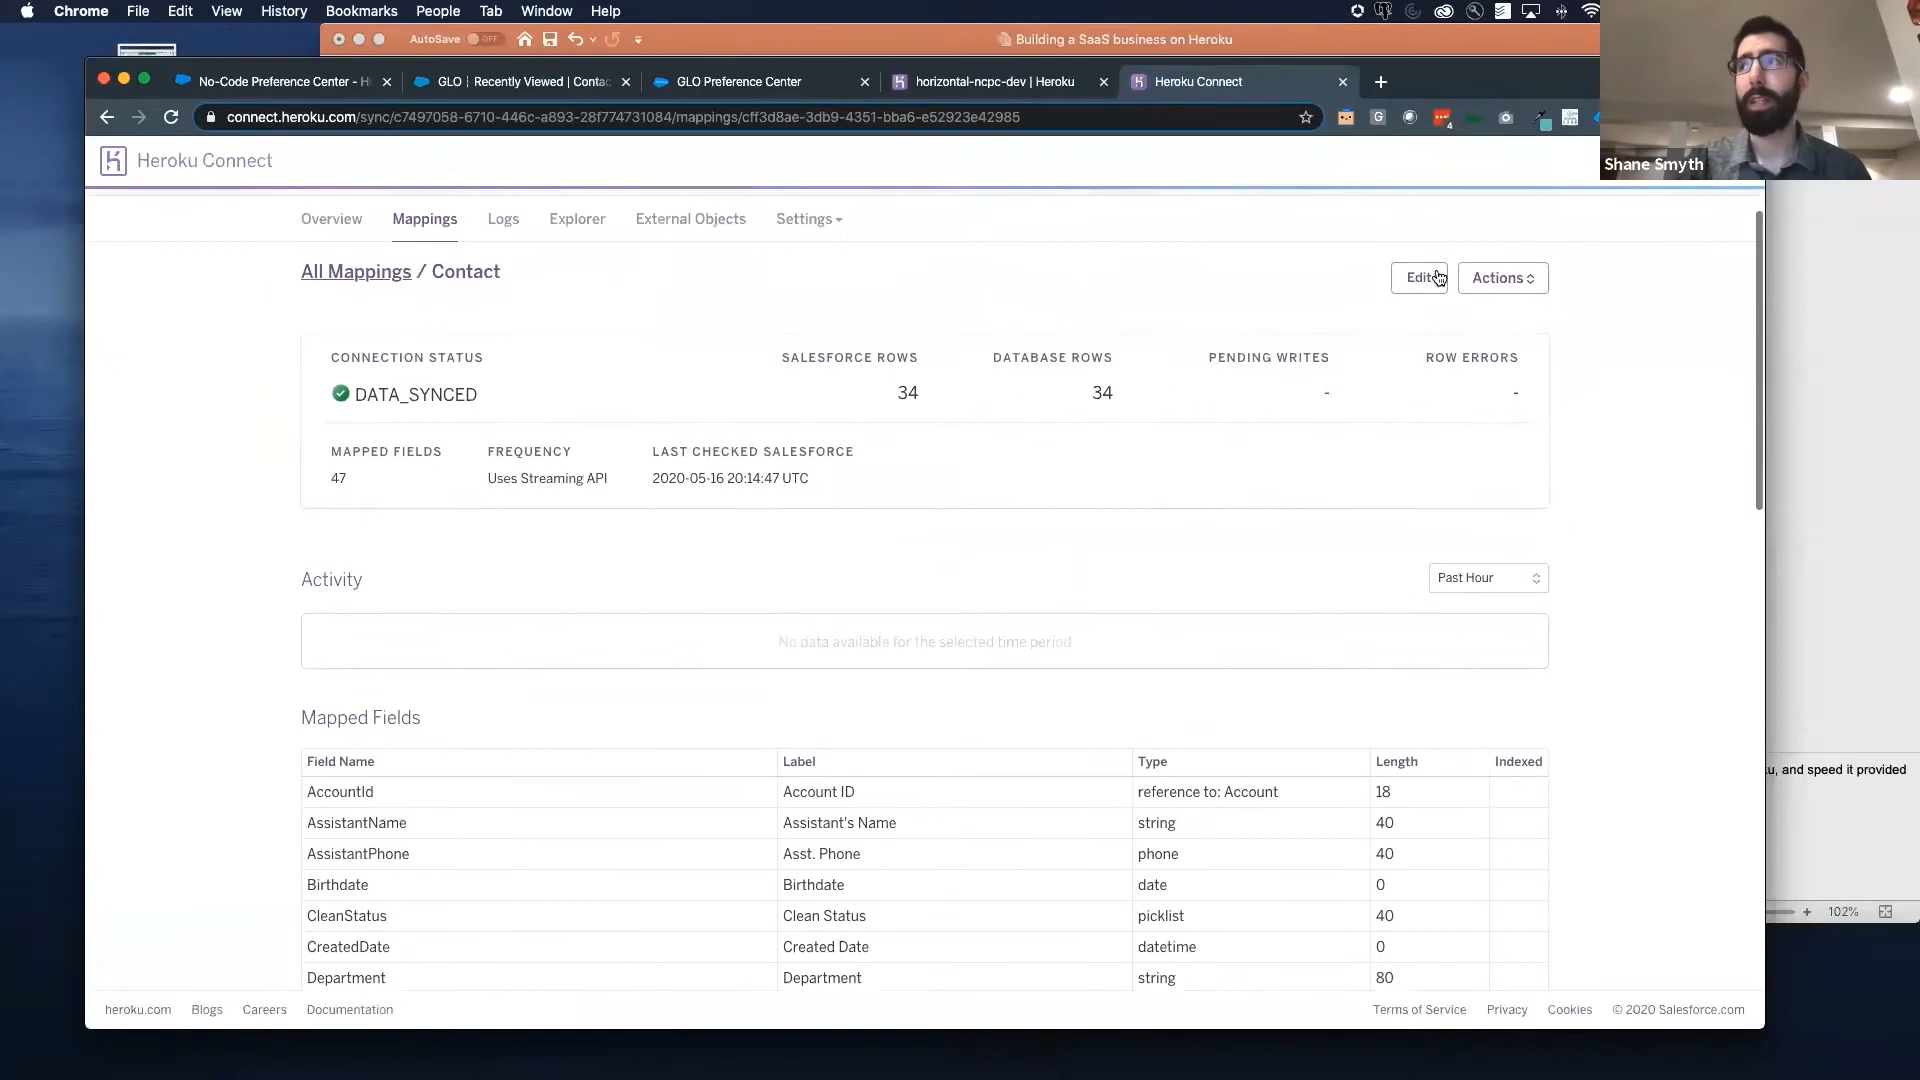 Chrome File Edit View History Bookmarks People Tab Window Help
AutoSave OFF Building a SaaS business on Heroku
No-Code Preference Center - H
GLO | Recently Viewed | Contac
GLO Preference Center
horizontal-ncpc-dev | Heroku
Heroku Connect
connect.heroku.com/sync/c7497058-6710-446c-a893-28f774731084/mappings/cff3d8ae-3db9-4351-bba6-e52923e42985
G
4
Shane Smyth
Heroku Connect
Overview Mappings Logs Explorer External Objects Settings
All Mappings / Contact
Edit Actions
CONNECTION STATUS SALESFORCE ROWS DATABASE ROWS PENDING WRITES ROW ERRORS
DATA_SYNCED 34 34 - -
MAPPED FIELDS FREQUENCY LAST CHECKED SALESFORCE
47 Uses Streaming API 2020-05-16 20:14:47 UTC
Activity
Past Hour
No data available for the selected time period
Mapped Fields
Field Name Label Type Length Indexed
AccountId Account ID reference to: Account 18
AssistantName Assistant's Name string 40
AssistantPhone Asst. Phone phone 40
Birthdate Birthdate date 0
CleanStatus Clean Status picklist 40
CreatedDate Created Date datetime 0
Department Department string 80
ku, and speed it provided
102%
heroku.com Blogs Careers Documentation
Terms of Service Privacy Cookies © 2020 Salesforce.com